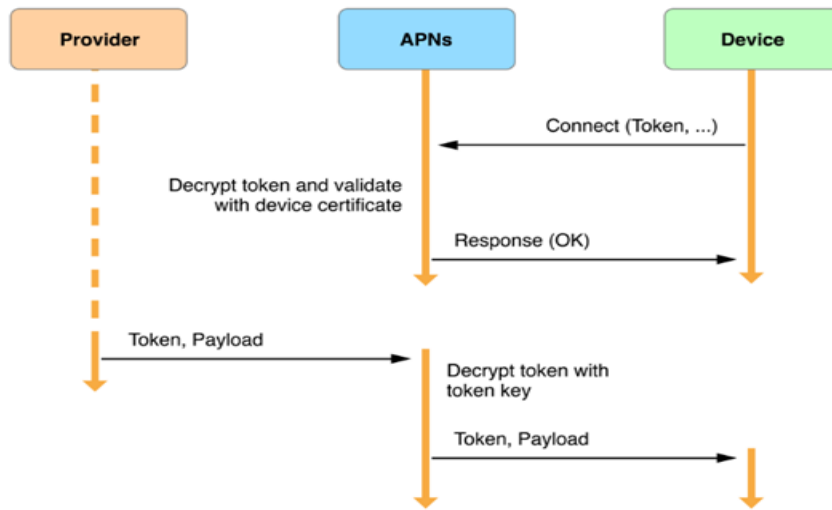 Provider
APNs
Device
Connect (Token, ...)
Decrypt token and validate
with device certificate
Response (OK)
Token, Payload
Decrypt token with
token key
Token, Payload